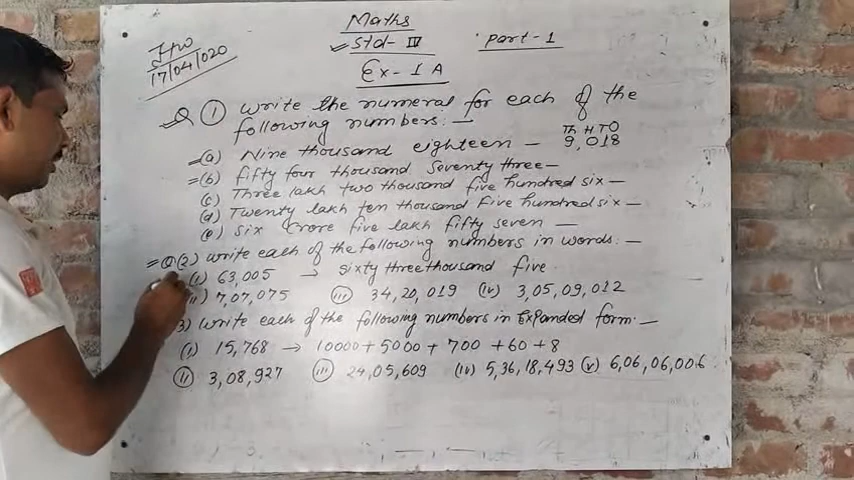 Maths
Std- IV Part-1
17/04/020
Ex- 1 A
Q (1) write the numeral for each of the
following numbers:—
Th H T O
(a) Nine thousand eighteen — 9,018
=(b) fifty four thousand Seventy three—
(c) Three lakh two thousand five hundred six —
(d) Twenty lakh ten thousand Five hundred six —
(e) Six Crore five lakh fifty seven —
=Q(2) write each of the following numbers in words:—
(i) 63,005 → sixty three thousand five
7,07,075 (iii) 34,20,019 (iv) 3,05,09,012
3) write each of the following numbers in Expanded form.—
(i) 15,768 → 10000+5000+ 700 +60+8
(ii) 3,08,927 (iii) 24,05,609 (iv) 5,36,18,493 (v) 6,06,06,006